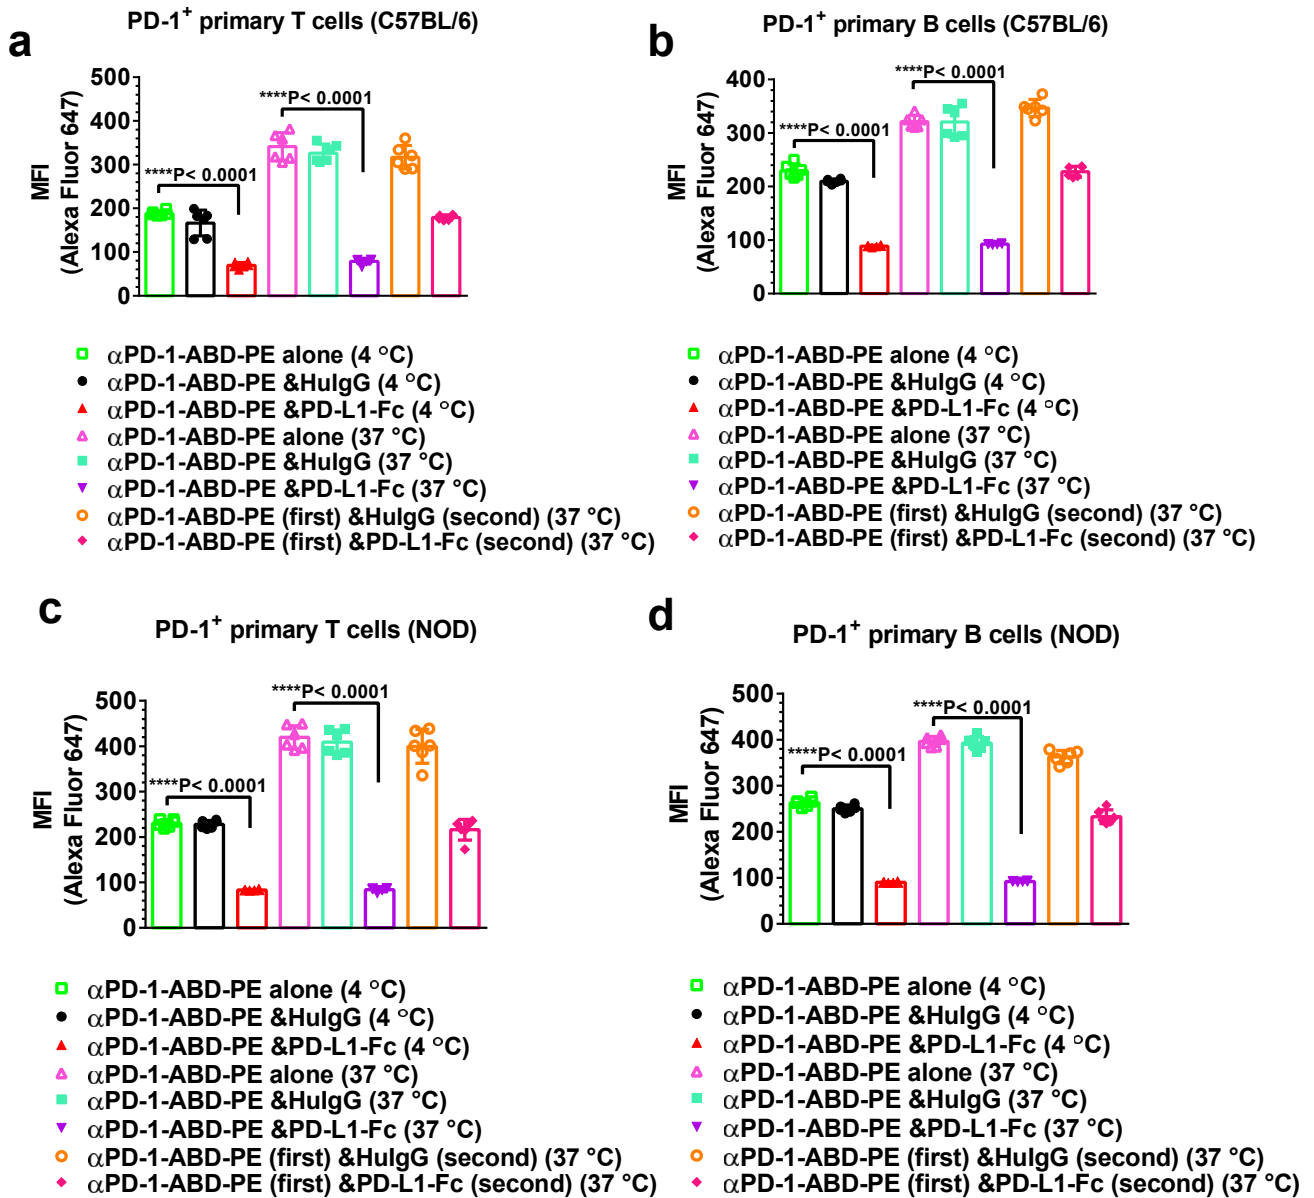 a
PD-1+ primary T cells (C57BL/6)
MFI
(Alexa Fluor 647)
500
400
300
200
100
0
****P< 0.0001
****P< 0.0001
αPD-1-ABD-PE alone (4 °C)
αPD-1-ABD-PE &HuIgG (4 °C)
αPD-1-ABD-PE &PD-L1-Fc (4 °C)
αPD-1-ABD-PE alone (37 °C)
αPD-1-ABD-PE &HuIgG (37 °C)
αPD-1-ABD-PE &PD-L1-Fc (37 °C)
αPD-1-ABD-PE (first) &HuIgG (second) (37 °C)
αPD-1-ABD-PE (first) &PD-L1-Fc (second) (37 °C)
b
PD-1+ primary B cells (C57BL/6)
MFI
(Alexa Fluor 647)
400
300
200
100
0
****P< 0.0001
****P< 0.0001
αPD-1-ABD-PE alone (4 °C)
αPD-1-ABD-PE &HuIgG (4 °C)
αPD-1-ABD-PE &PD-L1-Fc (4 °C)
αPD-1-ABD-PE alone (37 °C)
αPD-1-ABD-PE &HuIgG (37 °C)
αPD-1-ABD-PE &PD-L1-Fc (37 °C)
αPD-1-ABD-PE (first) &HuIgG (second) (37 °C)
αPD-1-ABD-PE (first) &PD-L1-Fc (second) (37 °C)
c
PD-1+ primary T cells (NOD)
MFI
(Alexa Fluor 647)
500
400
300
200
100
0
****P< 0.0001
****P< 0.0001
αPD-1-ABD-PE alone (4 °C)
αPD-1-ABD-PE &HuIgG (4 °C)
αPD-1-ABD-PE &PD-L1-Fc (4 °C)
αPD-1-ABD-PE alone (37 °C)
αPD-1-ABD-PE &HuIgG (37 °C)
αPD-1-ABD-PE &PD-L1-Fc (37 °C)
αPD-1-ABD-PE (first) &HuIgG (second) (37 °C)
αPD-1-ABD-PE (first) &PD-L1-Fc (second) (37 °C)
d
PD-1+ primary B cells (NOD)
MFI
(Alexa Fluor 647)
500
400
300
200
100
0
****P< 0.0001
****P< 0.0001
αPD-1-ABD-PE alone (4 °C)
αPD-1-ABD-PE &HuIgG (4 °C)
αPD-1-ABD-PE &PD-L1-Fc (4 °C)
αPD-1-ABD-PE alone (37 °C)
αPD-1-ABD-PE &HuIgG (37 °C)
αPD-1-ABD-PE &PD-L1-Fc (37 °C)
αPD-1-ABD-PE (first) &HuIgG (second) (37 °C)
αPD-1-ABD-PE (first) &PD-L1-Fc (second) (37 °C)